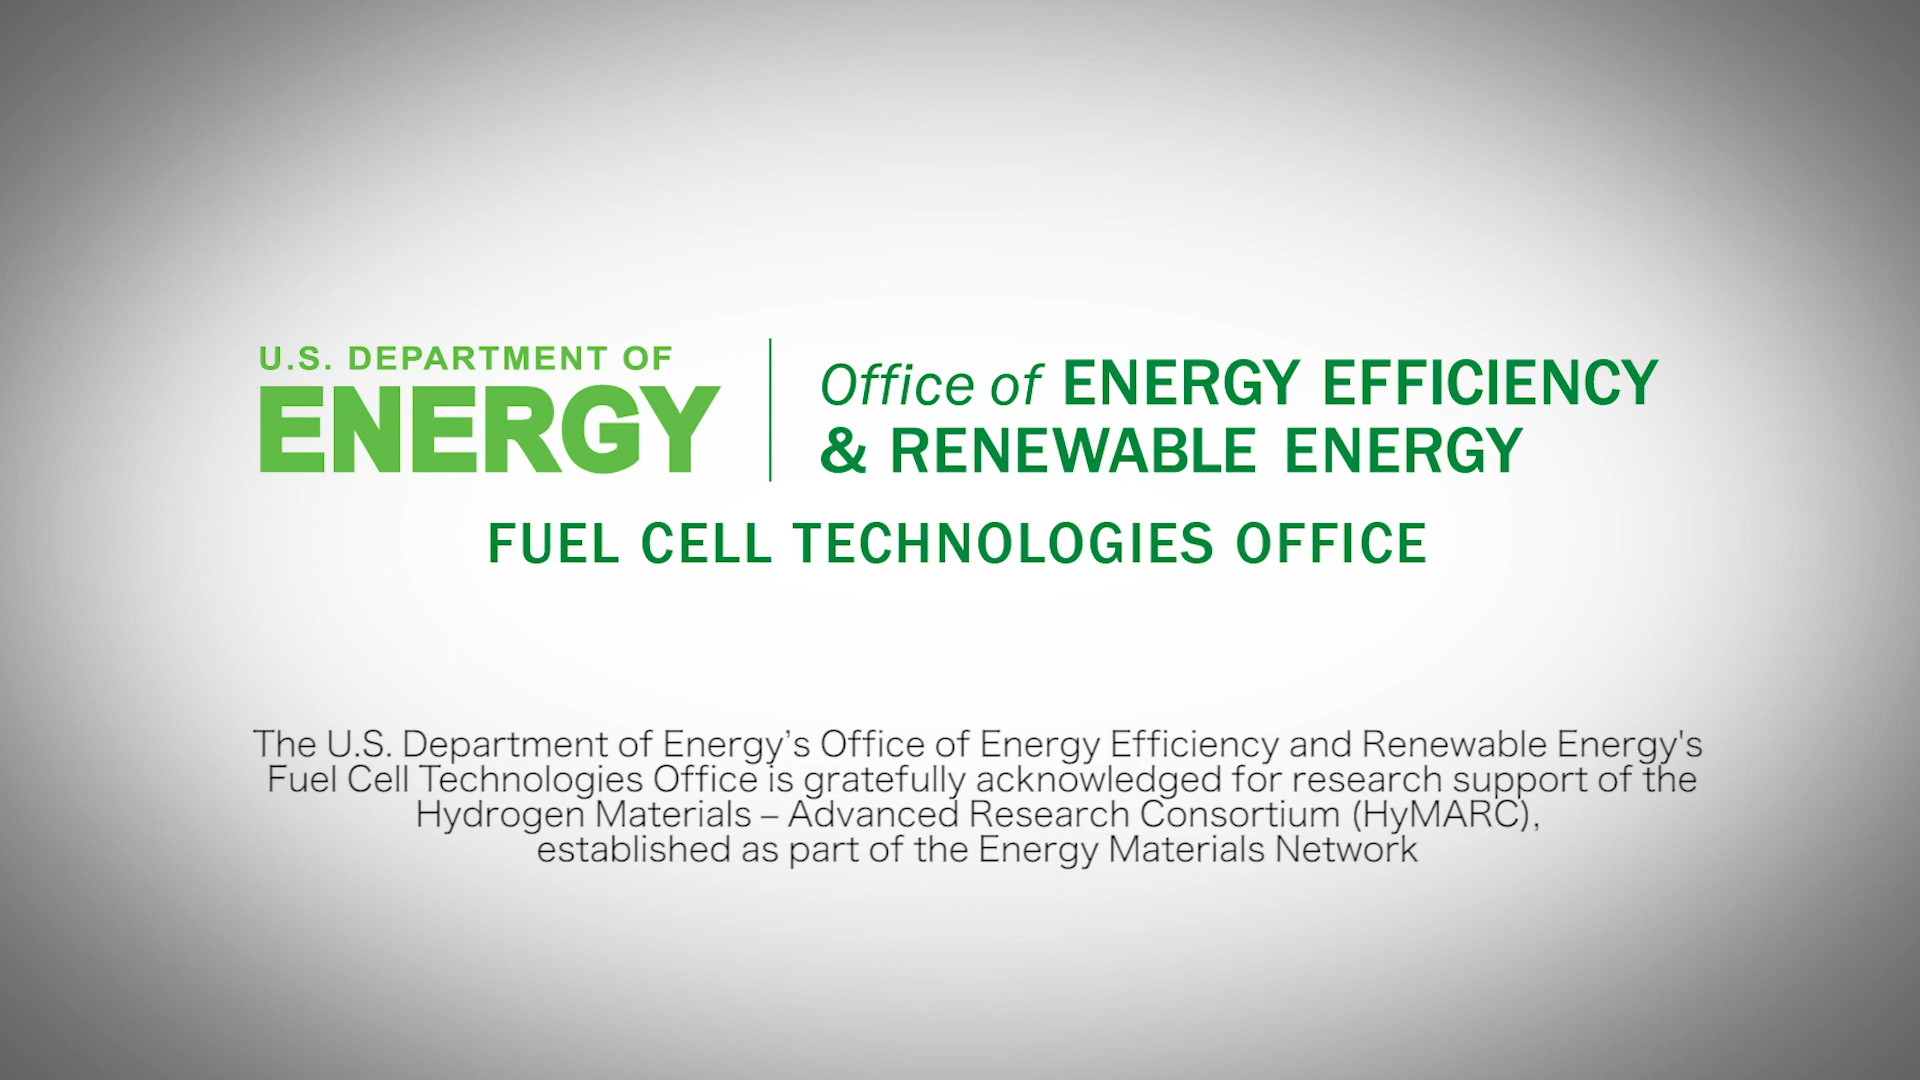 U.S. DEPARTMENT OF
ENERGY
Office of ENERGY EFFICIENCY
& RENEWABLE ENERGY
FUEL CELL TECHNOLOGIES OFFICE
The U.S. Department of Energy’s Office of Energy Efficiency and Renewable Energy's
Fuel Cell Technologies Office is gratefully acknowledged for research support of the
Hydrogen Materials – Advanced Research Consortium (HyMARC),
established as part of the Energy Materials Network